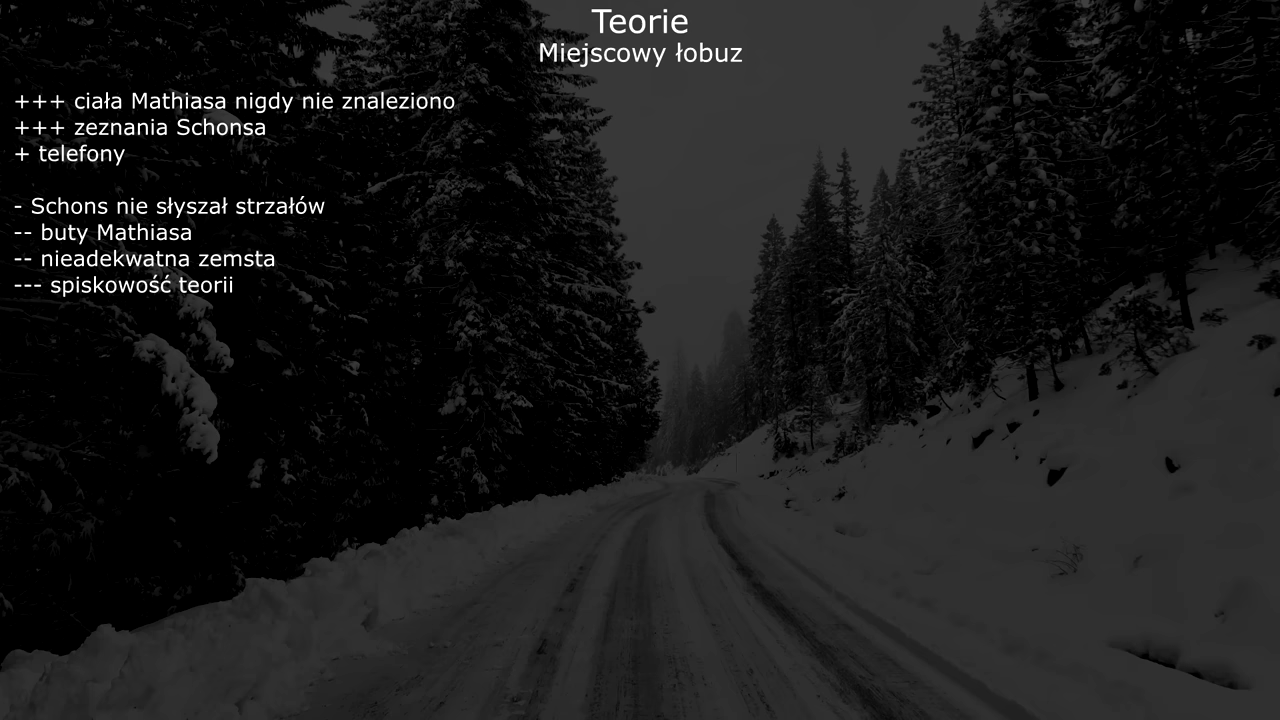 Teorie
Miejscowy łobuz
+++ ciała Mathiasa nigdy nie znaleziono
+++ zeznania Schonsa
+ telefony
- Schons nie słyszał strzałów
-- buty Mathiasa
-- nieadekwatna zemsta
--- spiskowość teorii